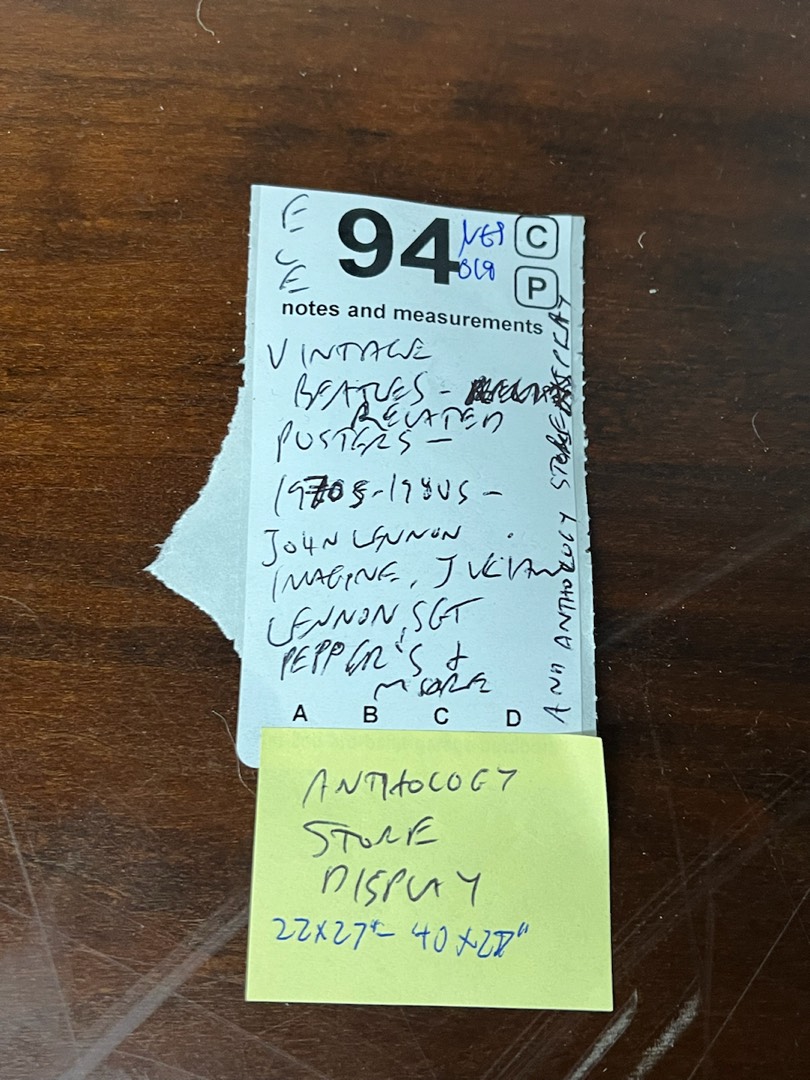 94
C
P
notes and measurements
VINTAGE
BEATLES -
RELATED
POSTERS -
1970s-1980S -
JOHN LENNON
IMAGINE, JULIAN
LENNON, SGT
PEPPER'S &
MORE
AND ANTHOLOGY STORE DISPLAY
A B C D
ANTHOLOGY
STORE
DISPLAY
22x27"- 40x